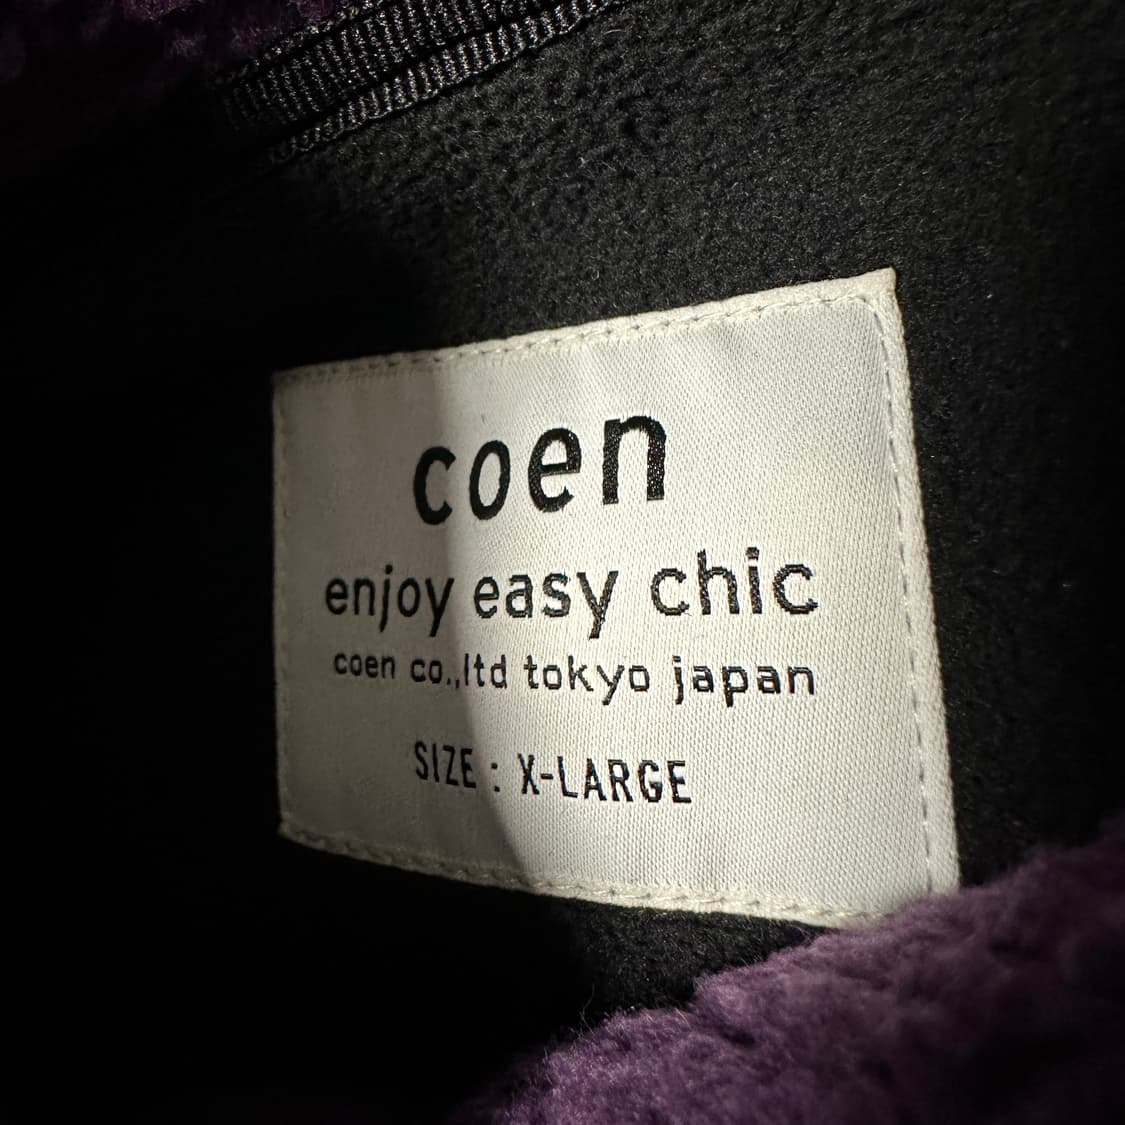 coen
enjoy easy chic
coen co.,ltd tokyo japan
SIZE : X-LARGE